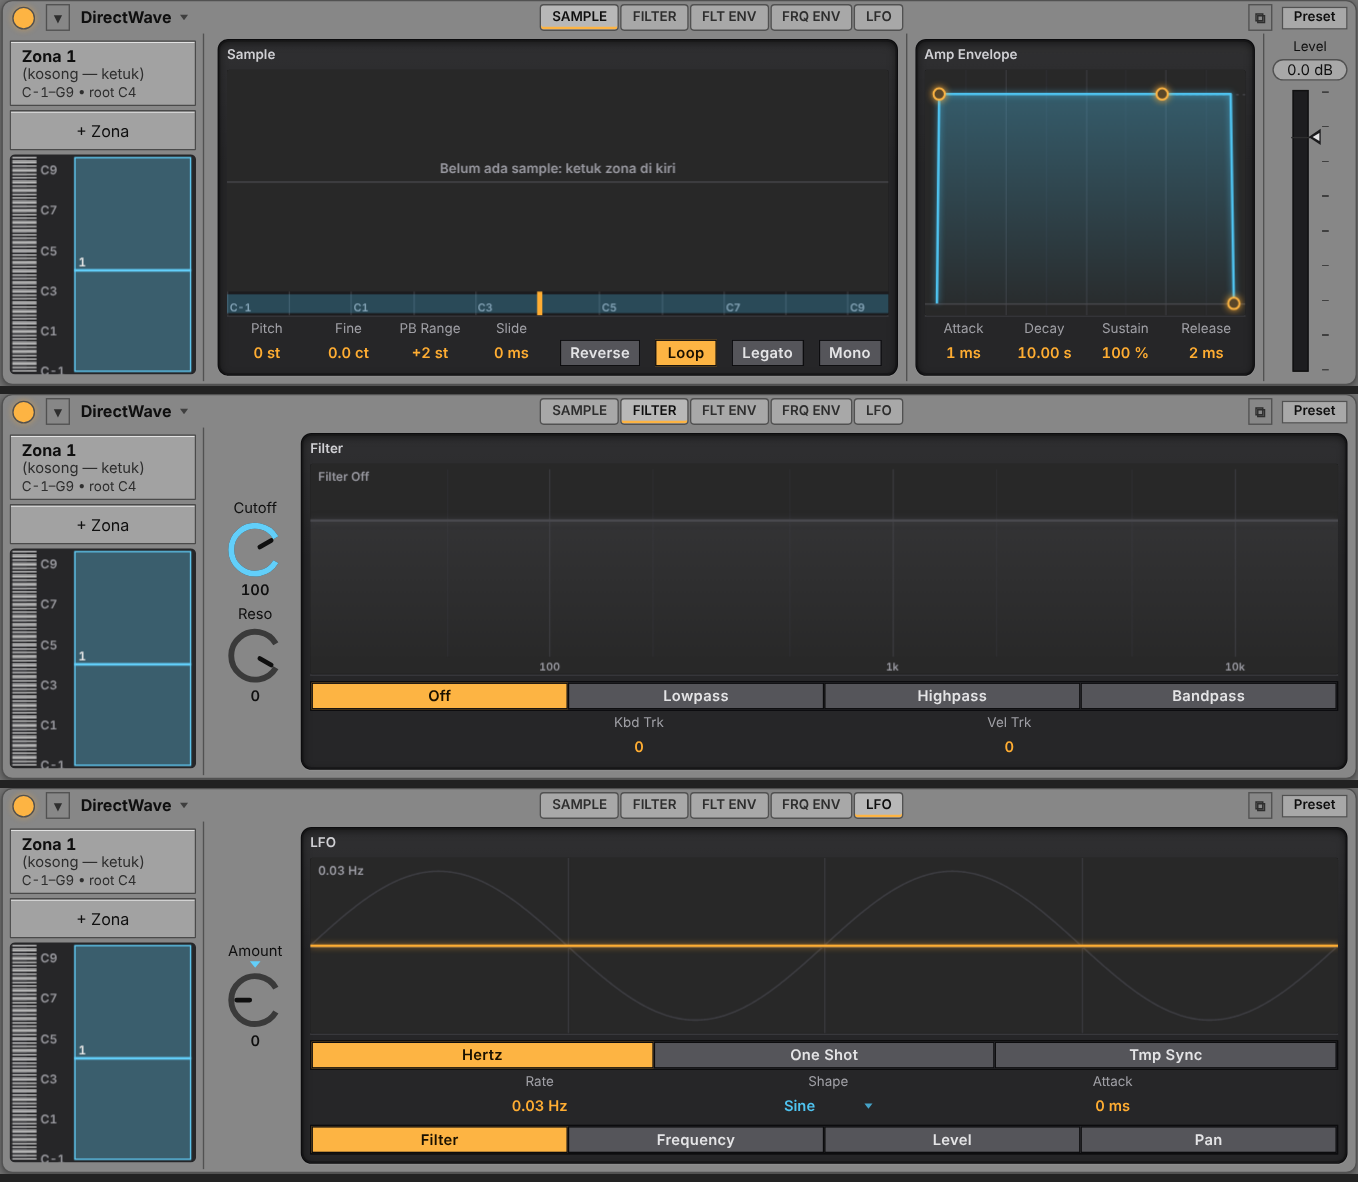 DirectWave
SAMPLE FILTER FLT ENV FRQ ENV LFO
Preset
Zona 1
(kosong — ketuk)
C-1–G9 • root C4
+ Zona
C9
C7
C5
1
C3
C1
C-1
Sample
Belum ada sample: ketuk zona di kiri
C-1 C1 C3 C5 C7 C9
Pitch Fine PB Range Slide
0 st 0.0 ct +2 st 0 ms Reverse Loop Legato Mono
Amp Envelope
Attack Decay Sustain Release
1 ms 10.00 s 100 % 2 ms
Level
0.0 dB
DirectWave
SAMPLE FILTER FLT ENV FRQ ENV LFO
Preset
Zona 1
(kosong — ketuk)
C-1–G9 • root C4
+ Zona
C9
C7
C5
1
C3
C1
C-1
Cutoff
100
Reso
0
Filter
Filter Off
100 1k 10k
Off Lowpass Highpass Bandpass
Kbd Trk Vel Trk
0 0
DirectWave
SAMPLE FILTER FLT ENV FRQ ENV LFO
Preset
Zona 1
(kosong — ketuk)
C-1–G9 • root C4
+ Zona
C9
C7
C5
1
C3
C1
C-1
Amount
0
LFO
0.03 Hz
Hertz One Shot Tmp Sync
Rate Shape Attack
0.03 Hz Sine 0 ms
Filter Frequency Level Pan